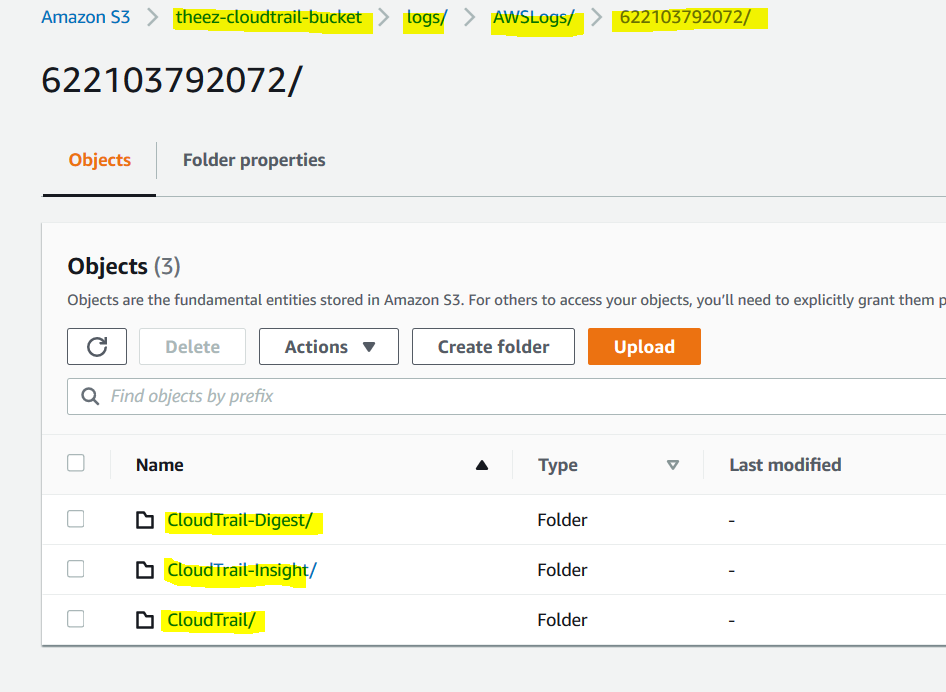 Amazon S3 > theez-cloudtrail-bucket > logs/ > AWSLogs/ > 622103792072/
622103792072/
Objects Folder properties
Objects (3)
Objects are the fundamental entities stored in Amazon S3. For others to access your objects, you'll need to explicitly grant them p
Delete Actions Create folder Upload
Find objects by prefix
Name Type Last modified
CloudTrail-Digest/ Folder -
CloudTrail-Insight/ Folder -
CloudTrail/ Folder -